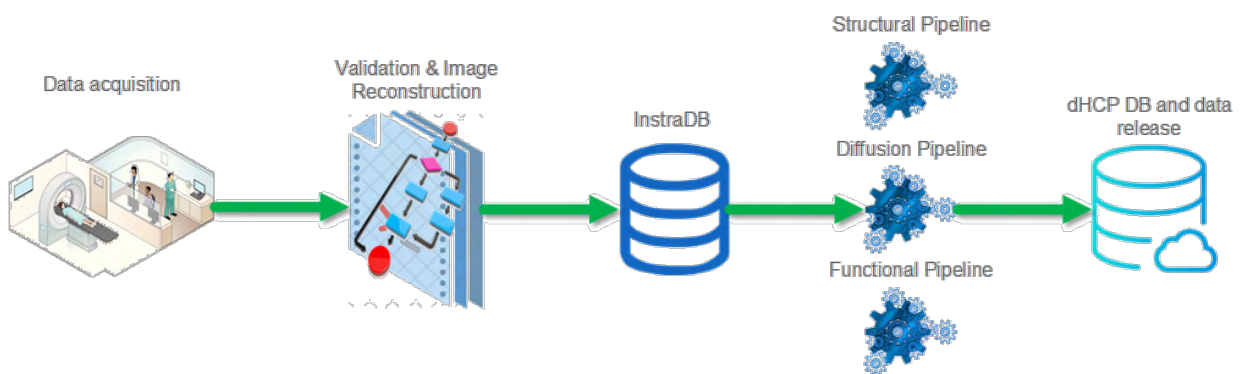 Data acquisition
Validation & Image
Reconstruction
InstraDB
Structural Pipeline
Diffusion Pipeline
Functional Pipeline
dHCP DB and data
release